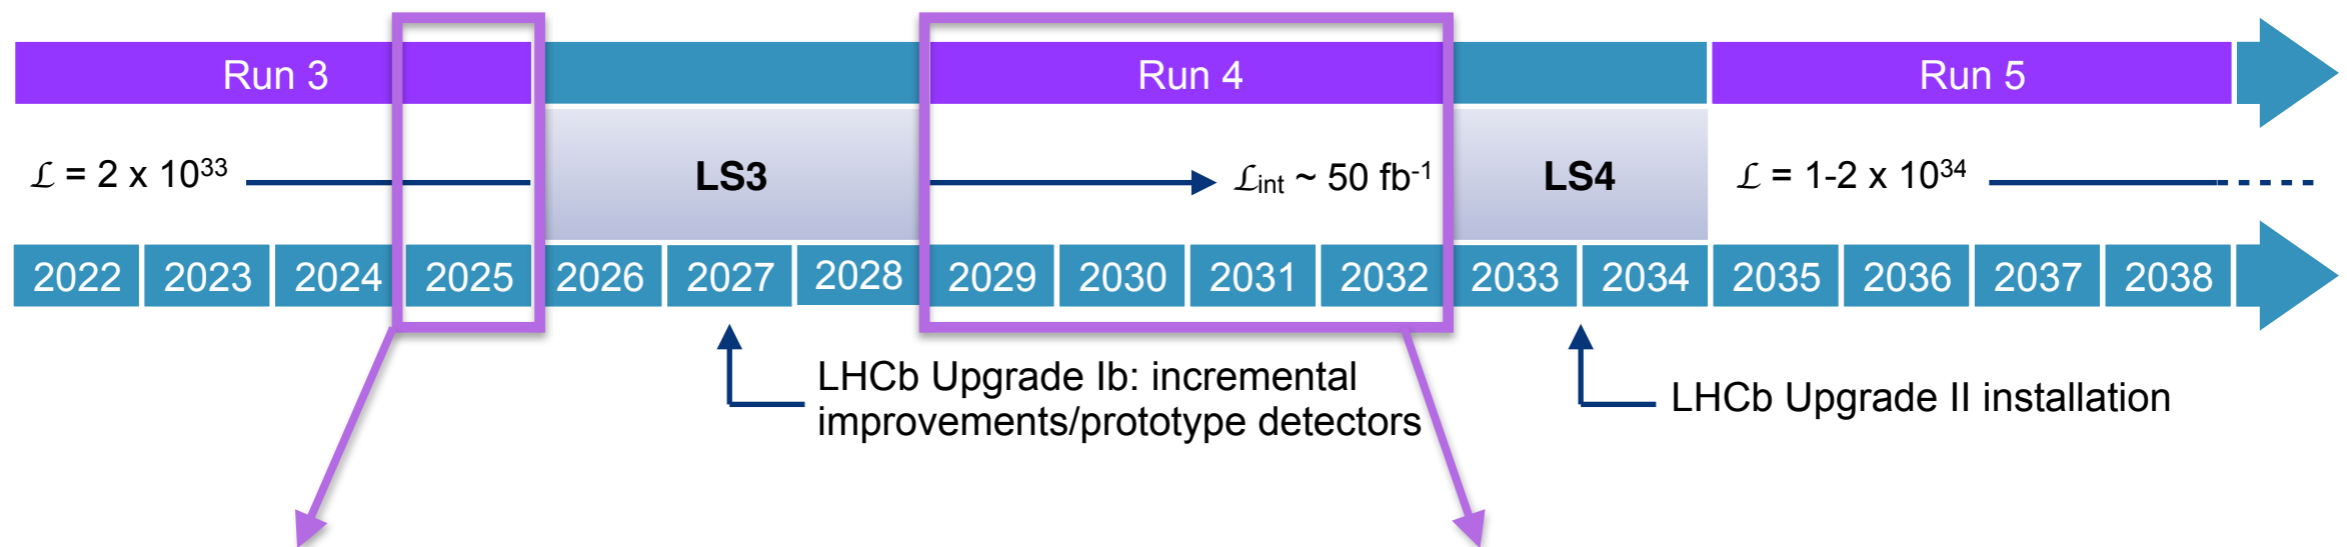 Run 3
Run 4
Run 5
ℒ = 2 x 10³³
LS3
ℒint ~ 50 fb⁻¹
LS4
ℒ = 1-2 x 10³⁴
2022 2023 2024 2025 2026 2027 2028 2029 2030 2031 2032 2033 2034 2035 2036 2037 2038
LHCb Upgrade Ib: incremental
improvements/prototype detectors
LHCb Upgrade II installation